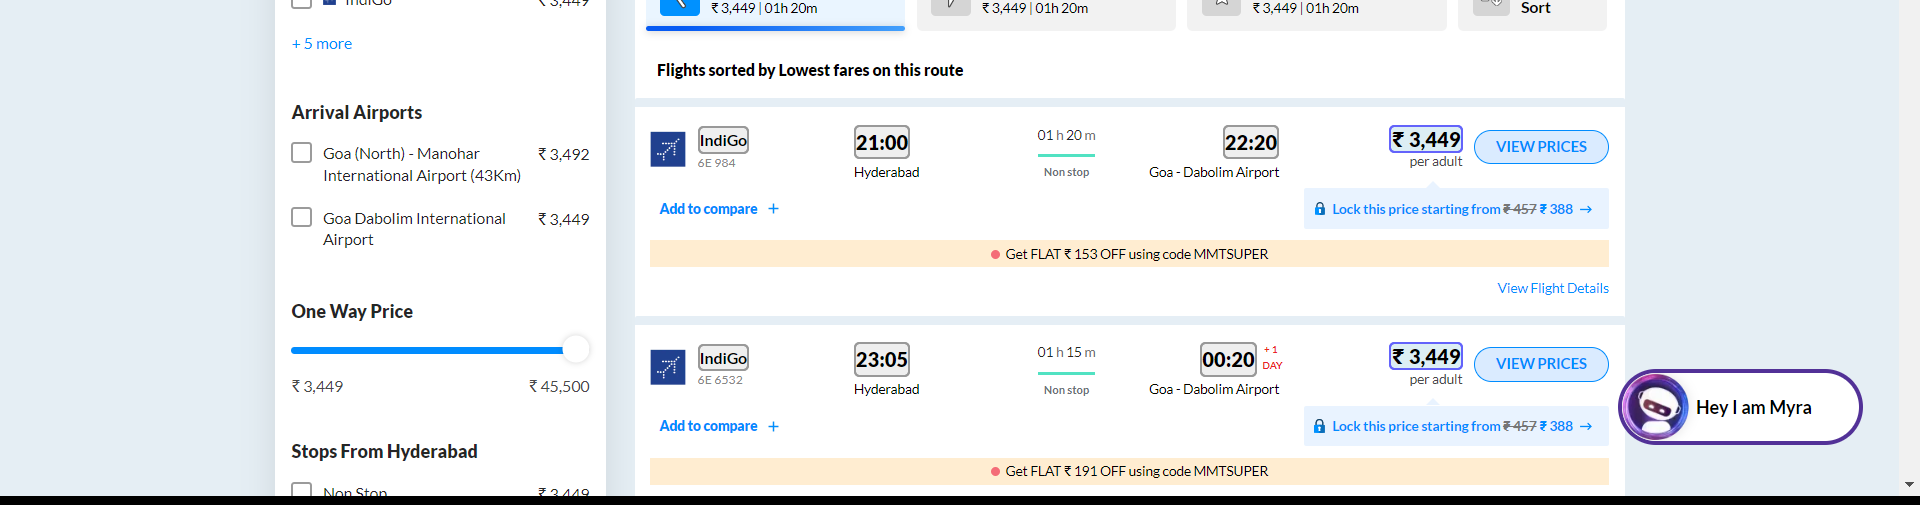 IndiGo
₹ 3,449
+ 5 more
Arrival Airports
Goa (North) - Manohar International Airport (43Km)
₹ 3,492
Goa Dabolim International Airport
₹ 3,449
One Way Price
₹ 3,449
₹ 45,500
Stops From Hyderabad
Non Stop
₹ 3,449
₹ 3,449 | 01h 20m
₹ 3,449 | 01h 20m
₹ 3,449 | 01h 20m
Sort
Flights sorted by Lowest fares on this route
IndiGo
6E 984
21:00
Hyderabad
01 h 20 m
Non stop
22:20
Goa - Dabolim Airport
₹ 3,449
per adult
VIEW PRICES
Add to compare +
Lock this price starting from ₹ 457 ₹ 388 →
Get FLAT ₹ 153 OFF using code MMTSUPER
View Flight Details
IndiGo
6E 6532
23:05
Hyderabad
01 h 15 m
Non stop
00:20
+ 1
DAY
Goa - Dabolim Airport
₹ 3,449
per adult
VIEW PRICES
Add to compare +
Lock this price starting from ₹ 457 ₹ 388 →
Get FLAT ₹ 191 OFF using code MMTSUPER
Hey I am Myra